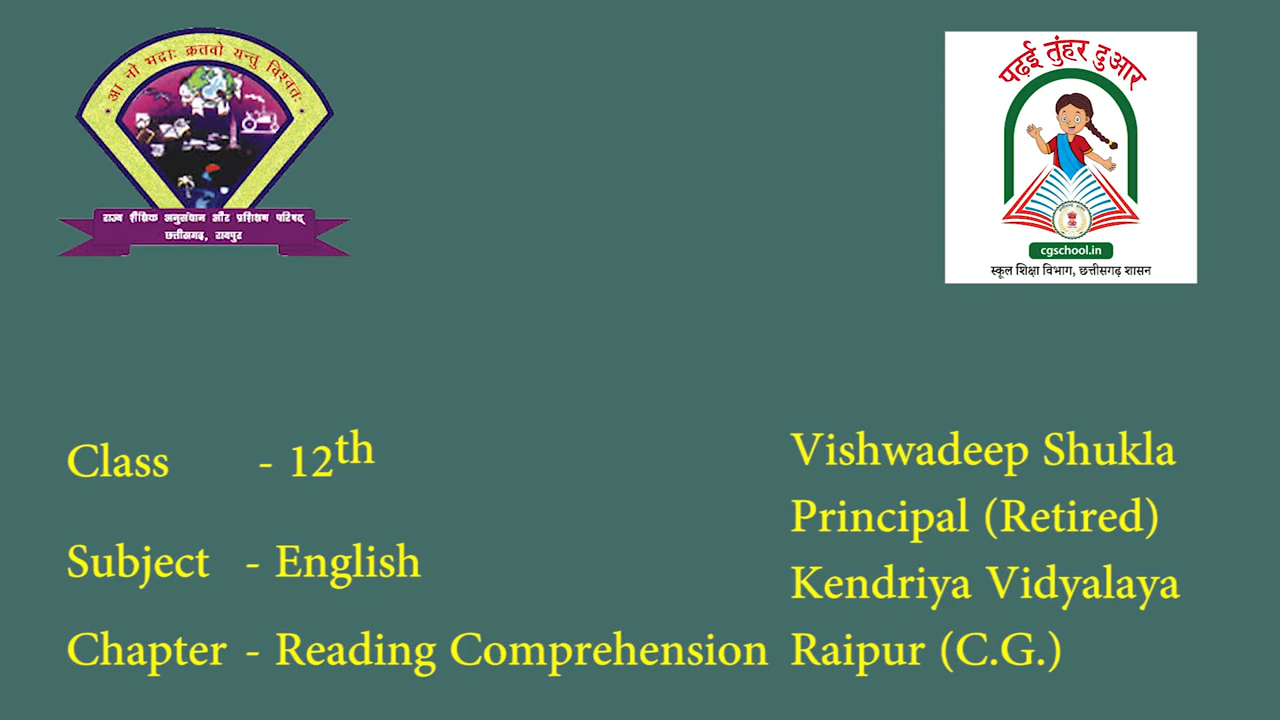 आ नो भद्राः क्रतवो यन्तु विश्वतः
राज्य शैक्षिक अनुसंधान और प्रशिक्षण परिषद्
छत्तीसगढ़, रायपुर
पढ़ई तुंहर दुआर
cgschool.in
स्कूल शिक्षा विभाग, छत्तीसगढ़ शासन
Class - 12th
Subject - English
Chapter - Reading Comprehension
Vishwadeep Shukla
Principal (Retired)
Kendriya Vidyalaya
Raipur (C.G.)